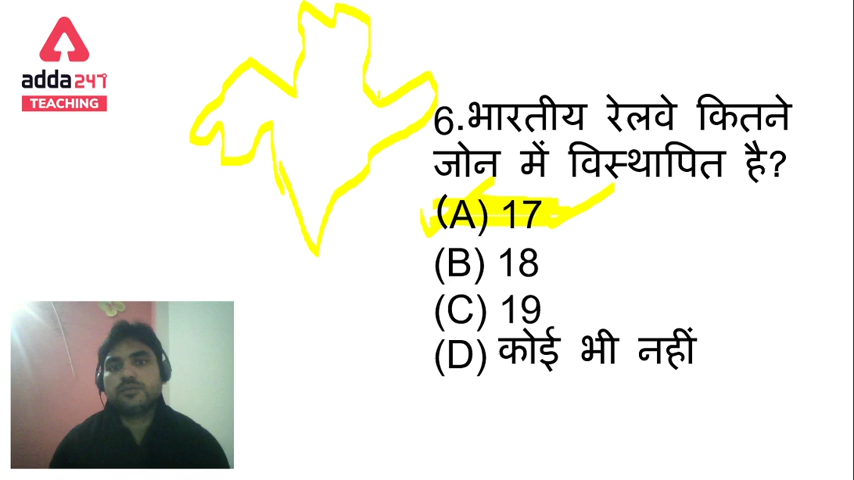 adda247
TEACHING
6.भारतीय रेलवे कितने
जोन में विस्थापित है?
(A) 17
(B) 18
(C) 19
(D) कोई भी नहीं